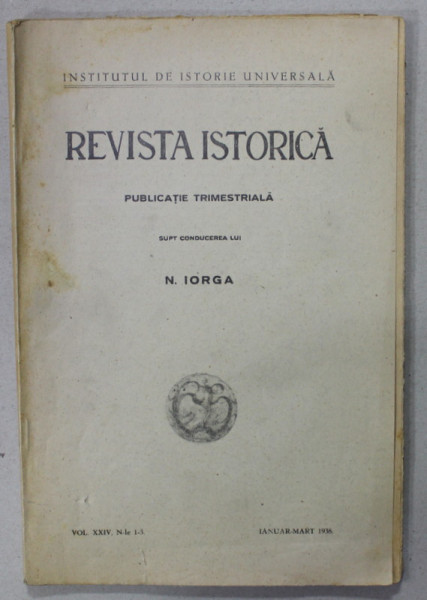 INSTITUTUL DE ISTORIE UNIVERSALĂ
REVISTA ISTORICĂ
PUBLICAȚIE TRIMESTRIALĂ
SUPT CONDUCEREA LUI
N. IORGA
VOL. XXIV, N-le 1-3.
IANUAR-MART 1938.